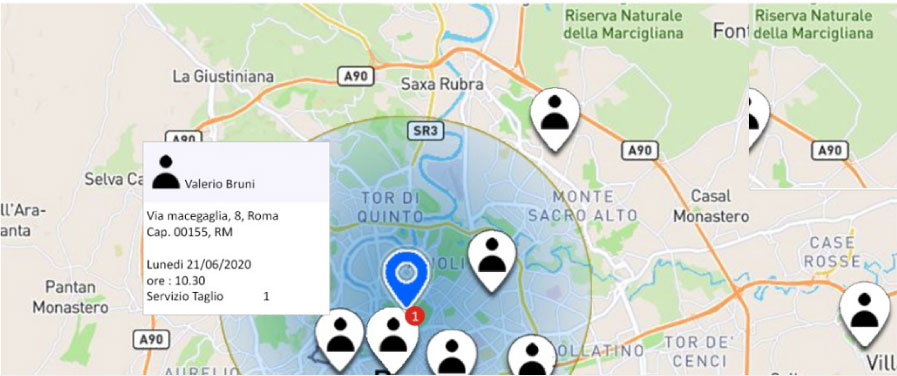 Riserva Naturale
della Marcigliana
Riserva Naturale
della Marcigliana
Font
La Giustiniana
A90
Saxa Rubra
SR3
A90
A90
A90
Valerio Bruni
Selva Ca
Via macegaglia, 8, Roma
Cap. 00155, RM
Lunedi 21/06/2020
ore : 10.30
Servizio Taglio 1
TOR DI
QUINTO
MONTE
SACRO ALTO
Casal
Monastero
ll'Ara-
anta
CASE
ROSSE
Pantan
Monastero
IOLI
1
A90
AURELIO
OLLATINO
TOR DE'
CENCI
Vill